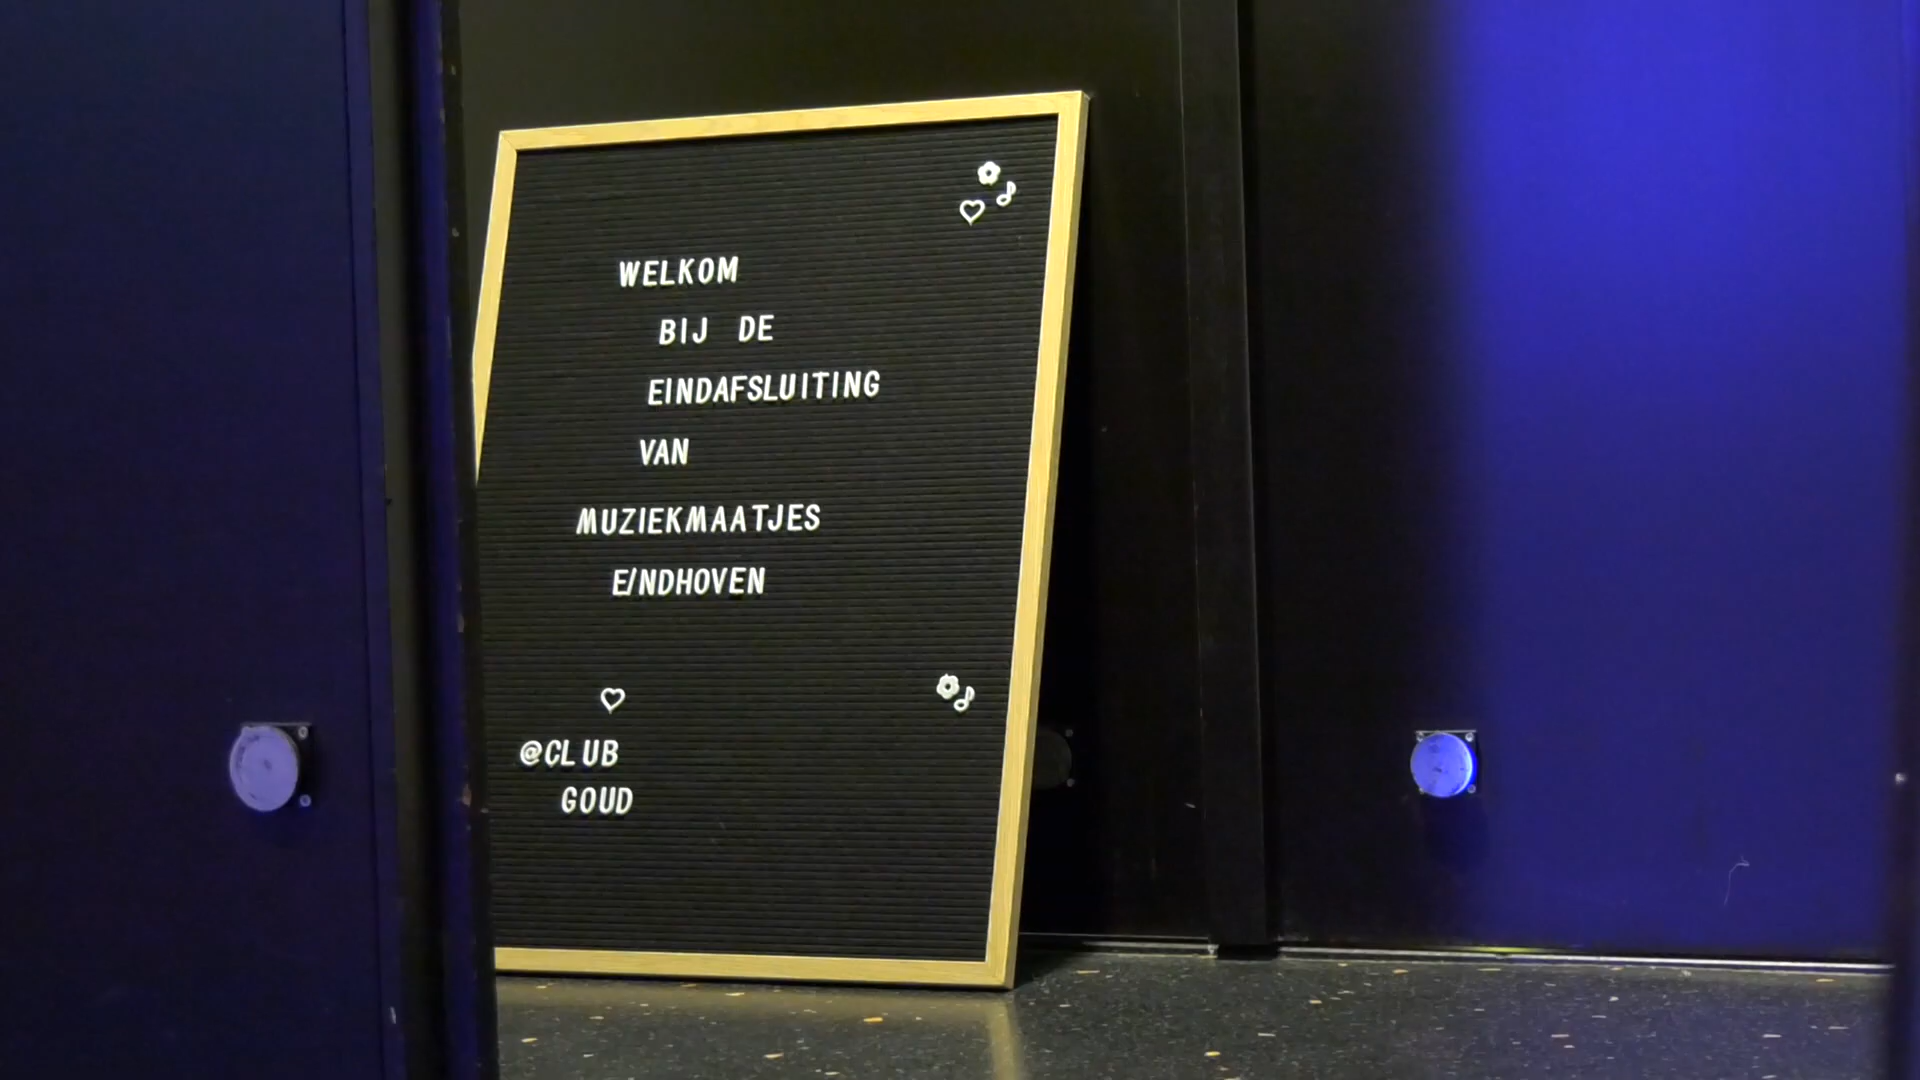 WELKOM
BIJ DE
EINDAFSLUITING
VAN
MUZIEKMAATJES
EINDHOVEN
@CLUB
GOUD